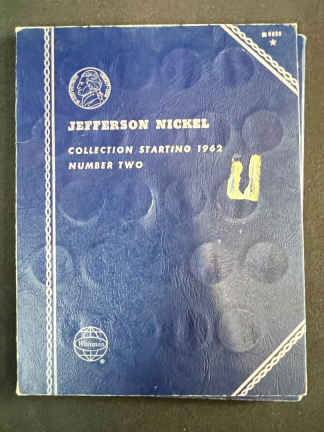 JEFFERSON NICKEL
COLLECTION STARTING 1962
NUMBER TWO
Whitman
®